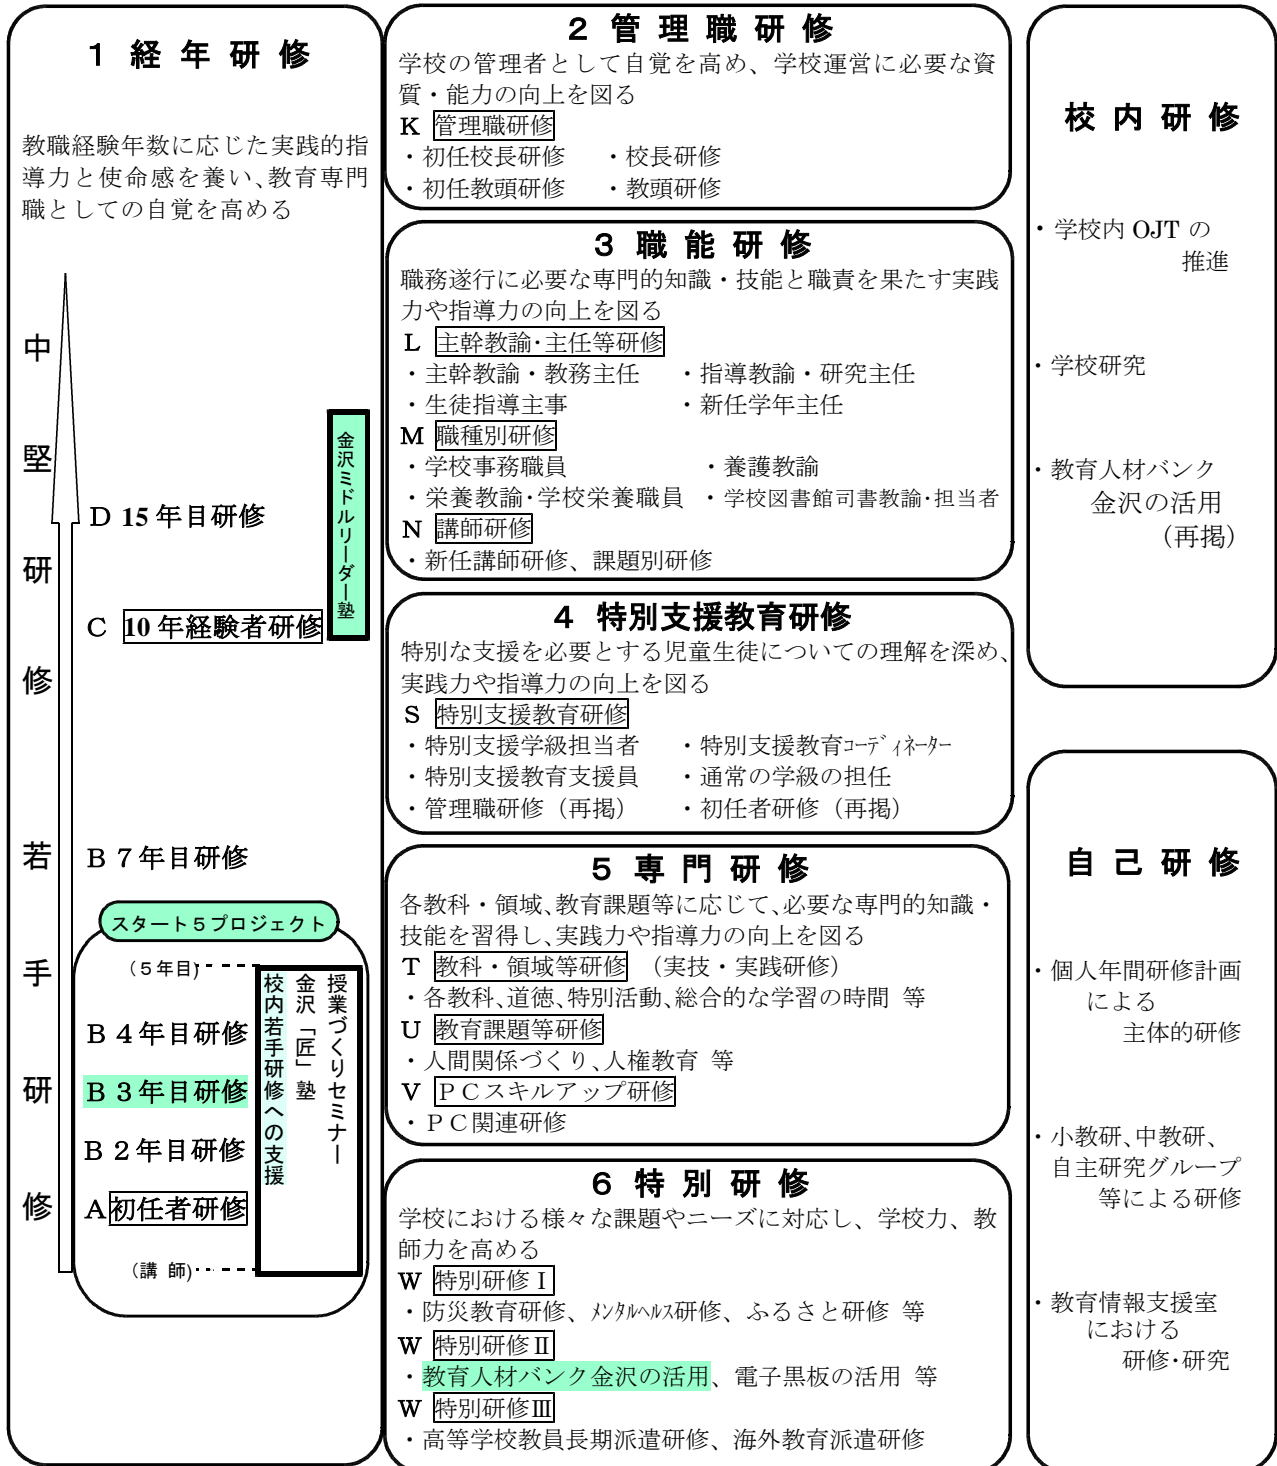 1 経 年 研 修
教職経験年数に応じた実践的指
導力と使命感を養い、教育専門
職としての自覚を高める
中堅研修
若手研修
金沢ミドルリーダー塾
D 15年目研修
C 10年経験者研修
B 7年目研修
スタート5プロジェクト
(5年目)
B 4年目研修
B 3年目研修
B 2年目研修
A 初任者研修
(講 師)
授業づくりセミナー
金沢「匠」塾
校内若手研修への支援
2 管 理 職 研 修
学校の管理者として自覚を高め、学校運営に必要な資
質・能力の向上を図る
K 管理職研修
・初任校長研修 ・校長研修
・初任教頭研修 ・教頭研修
3 職 能 研 修
職務遂行に必要な専門的知識・技能と職責を果たす実践
力や指導力の向上を図る
L 主幹教諭･主任等研修
・主幹教諭・教務主任 ・指導教諭・研究主任
・生徒指導主事 ・新任学年主任
M 職種別研修
・学校事務職員 ・養護教諭
・栄養教諭･学校栄養職員 ・学校図書館司書教諭･担当者
N 講師研修
・新任講師研修、課題別研修
4 特別支援教育研修
特別な支援を必要とする児童生徒についての理解を深め、
実践力や指導力の向上を図る
S 特別支援教育研修
・特別支援学級担当者 ・特別支援教育ｺｰﾃﾞｨﾈｰﾀｰ
・特別支援教育支援員 ・通常の学級の担任
・管理職研修（再掲） ・初任者研修（再掲）
5 専 門 研 修
各教科・領域、教育課題等に応じて、必要な専門的知識・
技能を習得し、実践力や指導力の向上を図る
T 教科・領域等研修 （実技・実践研修）
・各教科、道徳、特別活動、総合的な学習の時間 等
U 教育課題等研修
・人間関係づくり、人権教育 等
V ＰＣスキルアップ研修
・ＰＣ関連研修
6 特 別 研 修
学校における様々な課題やニーズに対応し、学校力、教
師力を高める
W 特別研修Ⅰ
・防災教育研修、ﾒﾝﾀﾙﾍﾙｽ研修、ふるさと研修 等
W 特別研修Ⅱ
・教育人材バンク金沢の活用、電子黒板の活用 等
W 特別研修Ⅲ
・高等学校教員長期派遣研修、海外教育派遣研修
校 内 研 修
・学校内 OJT の
推進
・学校研究
・教育人材バンク
金沢の活用
（再掲）
自 己 研 修
・個人年間研修計画
による
主体的研修
・小教研、中教研、
自主研究グループ
等による研修
・教育情報支援室
における
研修･研究